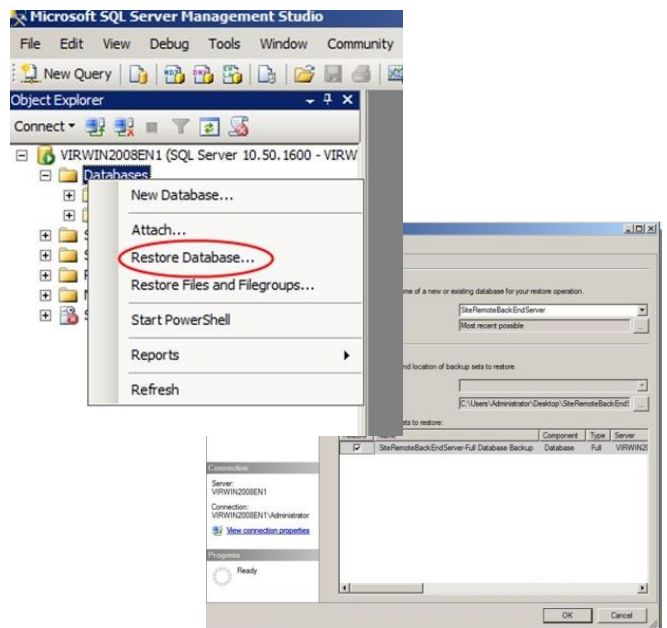 Microsoft SQL Server Management Studio
File Edit View Debug Tools Window Community
New Query
Object Explorer
Connect
VIRWIN2008EN1 (SQL Server 10.50.1600 - VIRW
Databases
New Database...
Attach...
Restore Database...
Restore Files and Filegroups...
Start PowerShell
Reports
Refresh
me of a new or existing database for your restore operation.
SiteRemoteBackEndServer
Most recent possible
...
nd location of backup sets to restore.
C:\Users\Administrator\Desktop\SiteRemoteBackEndS
...
ets to restore:
Name Component Type Server
SiteRemoteBackEndServer-Full Database Backup Database Full VIRWIN20
Connection
Server:
VIRWIN2008EN1
Connection:
VIRWIN2008EN1\Administrator
View connection properties
Progress
Ready
OK Cancel